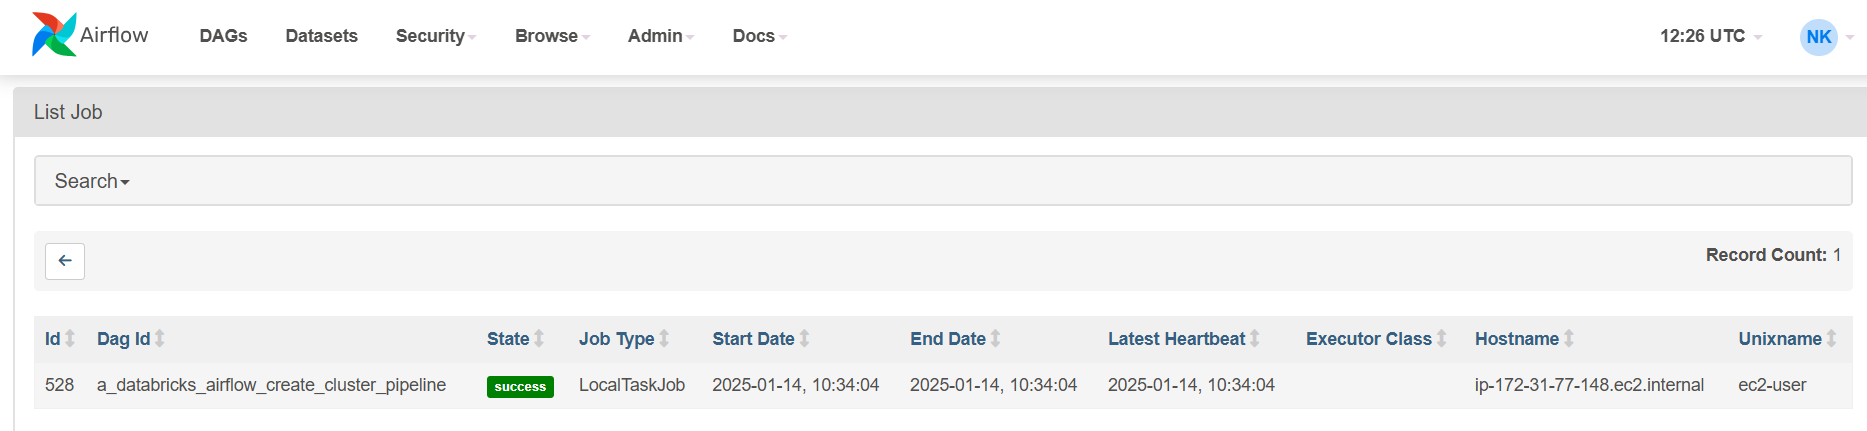 Airflow DAGs Datasets Security Browse Admin Docs 12:26 UTC NK
List Job
Search
Record Count: 1
Id Dag Id State Job Type Start Date End Date Latest Heartbeat Executor Class Hostname Unixname
528 a_databricks_airflow_create_cluster_pipeline success LocalTaskJob 2025-01-14, 10:34:04 2025-01-14, 10:34:04 2025-01-14, 10:34:04 ip-172-31-77-148.ec2.internal ec2-user